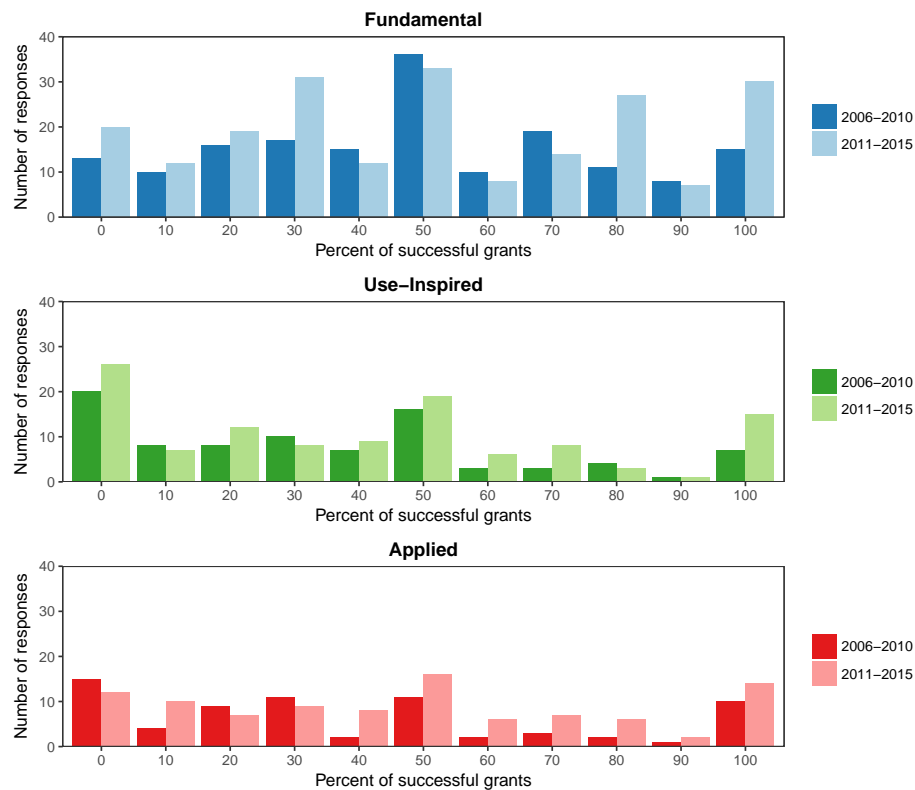 Fundamental
Number of responses
40
30
20
10
0
0 10 20 30 40 50 60 70 80 90 100
Percent of successful grants
2006–2010
2011–2015
Use–Inspired
Number of responses
40
30
20
10
0
0 10 20 30 40 50 60 70 80 90 100
Percent of successful grants
2006–2010
2011–2015
Applied
Number of responses
40
30
20
10
0
0 10 20 30 40 50 60 70 80 90 100
Percent of successful grants
2006–2010
2011–2015